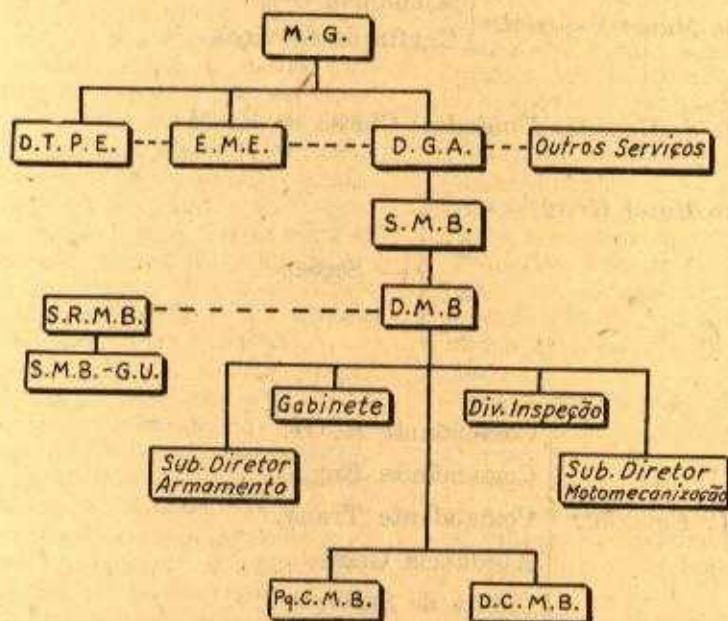 M. G.
D.T.P.E.
E.M.E.
D.G.A.
Outros Serviços
S.M.B.
S.R.M.B.
D.M.B
S.M.B.-G.U.
Gabinete
Div. Inspeção
Sub. Diretor
Armamento
Sub. Diretor
Motomecanização
Pq.C.M.B.
D.C.M.B.